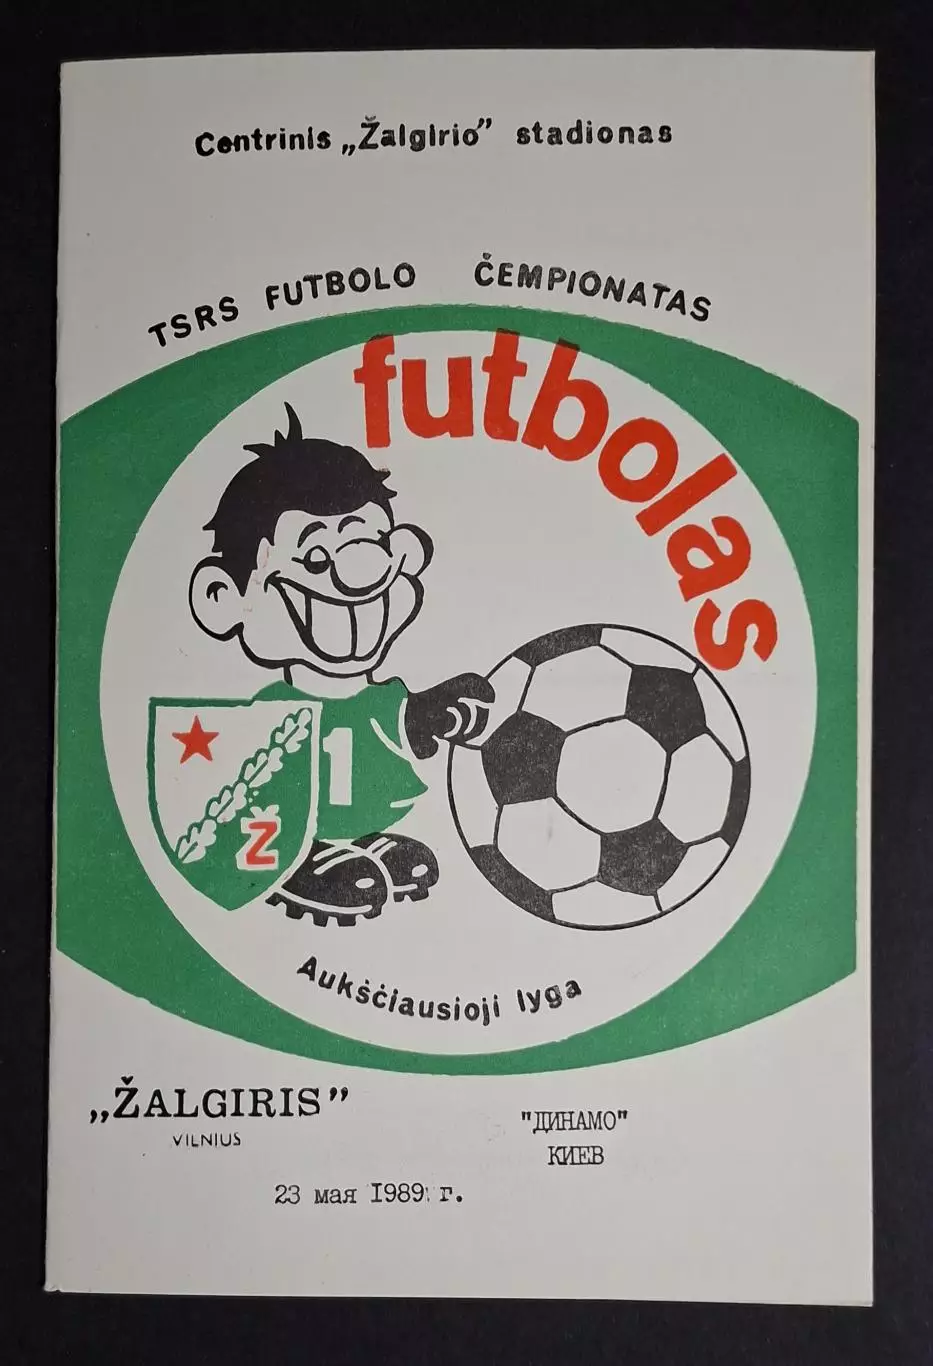 Centrinis „Žalgirio” stadionas
TSRS FUTBOLO ČEMPIONATAS
futbolas
1
Ž
Aukščiausioji lyga
„ŽALGIRIS”
VILNIUS
"ДИНАМО"
КИЕВ
23 мая 1989 г.